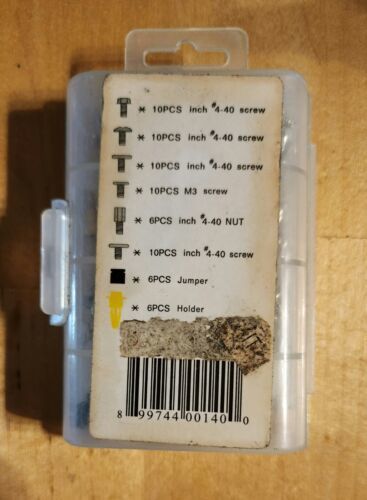 * 10PCS inch #4-40 screw
* 10PCS inch #4-40 screw
* 10PCS inch #4-40 screw
* 10PCS M3 screw
* 6PCS inch #4-40 NUT
* 10PCS inch #4-40 screw
* 6PCS Jumper
* 6PCS Holder
8 99744 00140 0